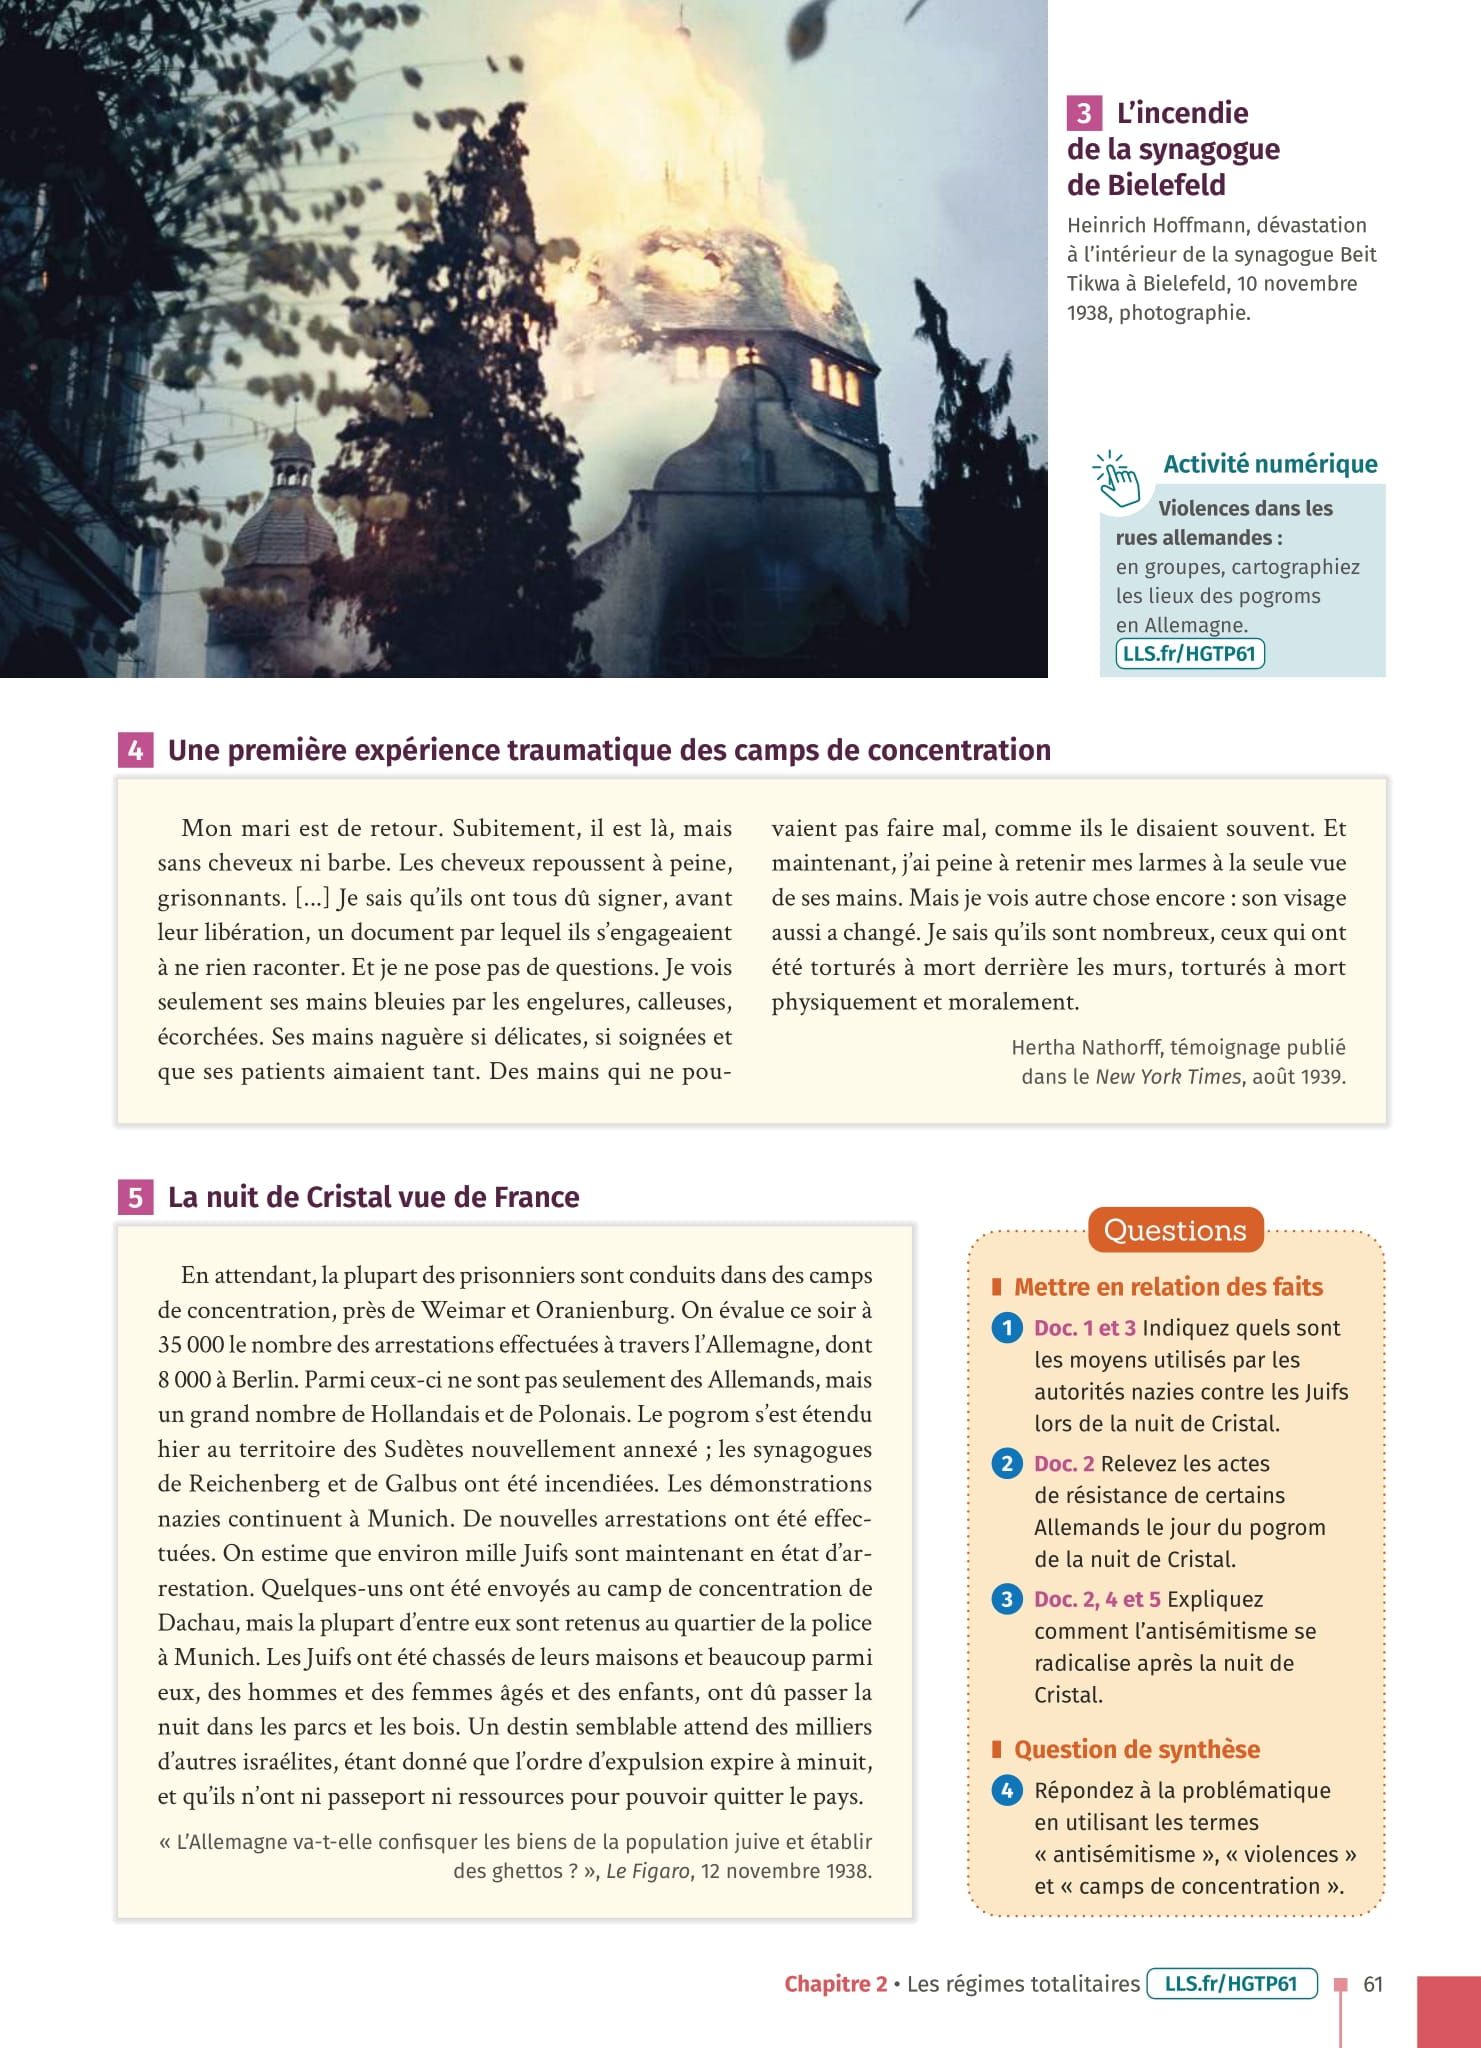 3 L’incendie
de la synagogue
de Bielefeld
Heinrich Hoffmann, dévastation
à l’intérieur de la synagogue Beit
Tikwa à Bielefeld, 10 novembre
1938, photographie.
Activité numérique
Violences dans les
rues allemandes :
en groupes, cartographiez
les lieux des pogroms
en Allemagne.
LLS.fr/HGTP61
4 Une première expérience traumatique des camps de concentration
Mon mari est de retour. Subitement, il est là, mais
sans cheveux ni barbe. Les cheveux repoussent à peine,
grisonnants. [...] Je sais qu’ils ont tous dû signer, avant
leur libération, un document par lequel ils s’engageaient
à ne rien raconter. Et je ne pose pas de questions. Je vois
seulement ses mains bleuies par les engelures, calleuses,
écorchées. Ses mains naguère si délicates, si soignées et
que ses patients aimaient tant. Des mains qui ne pou-
vaient pas faire mal, comme ils le disaient souvent. Et
maintenant, j’ai peine à retenir mes larmes à la seule vue
de ses mains. Mais je vois autre chose encore : son visage
aussi a changé. Je sais qu’ils sont nombreux, ceux qui ont
été torturés à mort derrière les murs, torturés à mort
physiquement et moralement.
Hertha Nathorff, témoignage publié
dans le New York Times, août 1939.
5 La nuit de Cristal vue de France
En attendant, la plupart des prisonniers sont conduits dans des camps
de concentration, près de Weimar et Oranienburg. On évalue ce soir à
35 000 le nombre des arrestations effectuées à travers l’Allemagne, dont
8 000 à Berlin. Parmi ceux-ci ne sont pas seulement des Allemands, mais
un grand nombre de Hollandais et de Polonais. Le pogrom s’est étendu
hier au territoire des Sudètes nouvellement annexé ; les synagogues
de Reichenberg et de Galbus ont été incendiées. Les démonstrations
nazies continuent à Munich. De nouvelles arrestations ont été effec-
tuées. On estime que environ mille Juifs sont maintenant en état d’ar-
restation. Quelques-uns ont été envoyés au camp de concentration de
Dachau, mais la plupart d’entre eux sont retenus au quartier de la police
à Munich. Les Juifs ont été chassés de leurs maisons et beaucoup parmi
eux, des hommes et des femmes âgés et des enfants, ont dû passer la
nuit dans les parcs et les bois. Un destin semblable attend des milliers
d’autres israélites, étant donné que l’ordre d’expulsion expire à minuit,
et qu’ils n’ont ni passeport ni ressources pour pouvoir quitter le pays.
« L’Allemagne va-t-elle confisquer les biens de la population juive et établir
des ghettos ? », Le Figaro, 12 novembre 1938.
Questions
Mettre en relation des faits
1 Doc. 1 et 3 Indiquez quels sont
les moyens utilisés par les
autorités nazies contre les Juifs
lors de la nuit de Cristal.
2 Doc. 2 Relevez les actes
de résistance de certains
Allemands le jour du pogrom
de la nuit de Cristal.
3 Doc. 2, 4 et 5 Expliquez
comment l’antisémitisme se
radicalise après la nuit de
Cristal.
Question de synthèse
4 Répondez à la problématique
en utilisant les termes
« antisémitisme », « violences »
et « camps de concentration ».
Chapitre 2 • Les régimes totalitaires LLS.fr/HGTP61 61